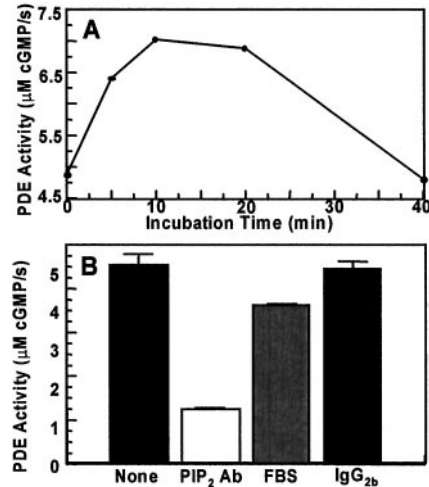 A
PDE Activity (µM cGMP/s)
7.5
6.5
5.5
4.5
0
10
20
30
40
Incubation Time (min)
B
PDE Activity (µM cGMP/s)
5
4
3
2
1
0
None
PIP2 Ab
FBS
IgG2b